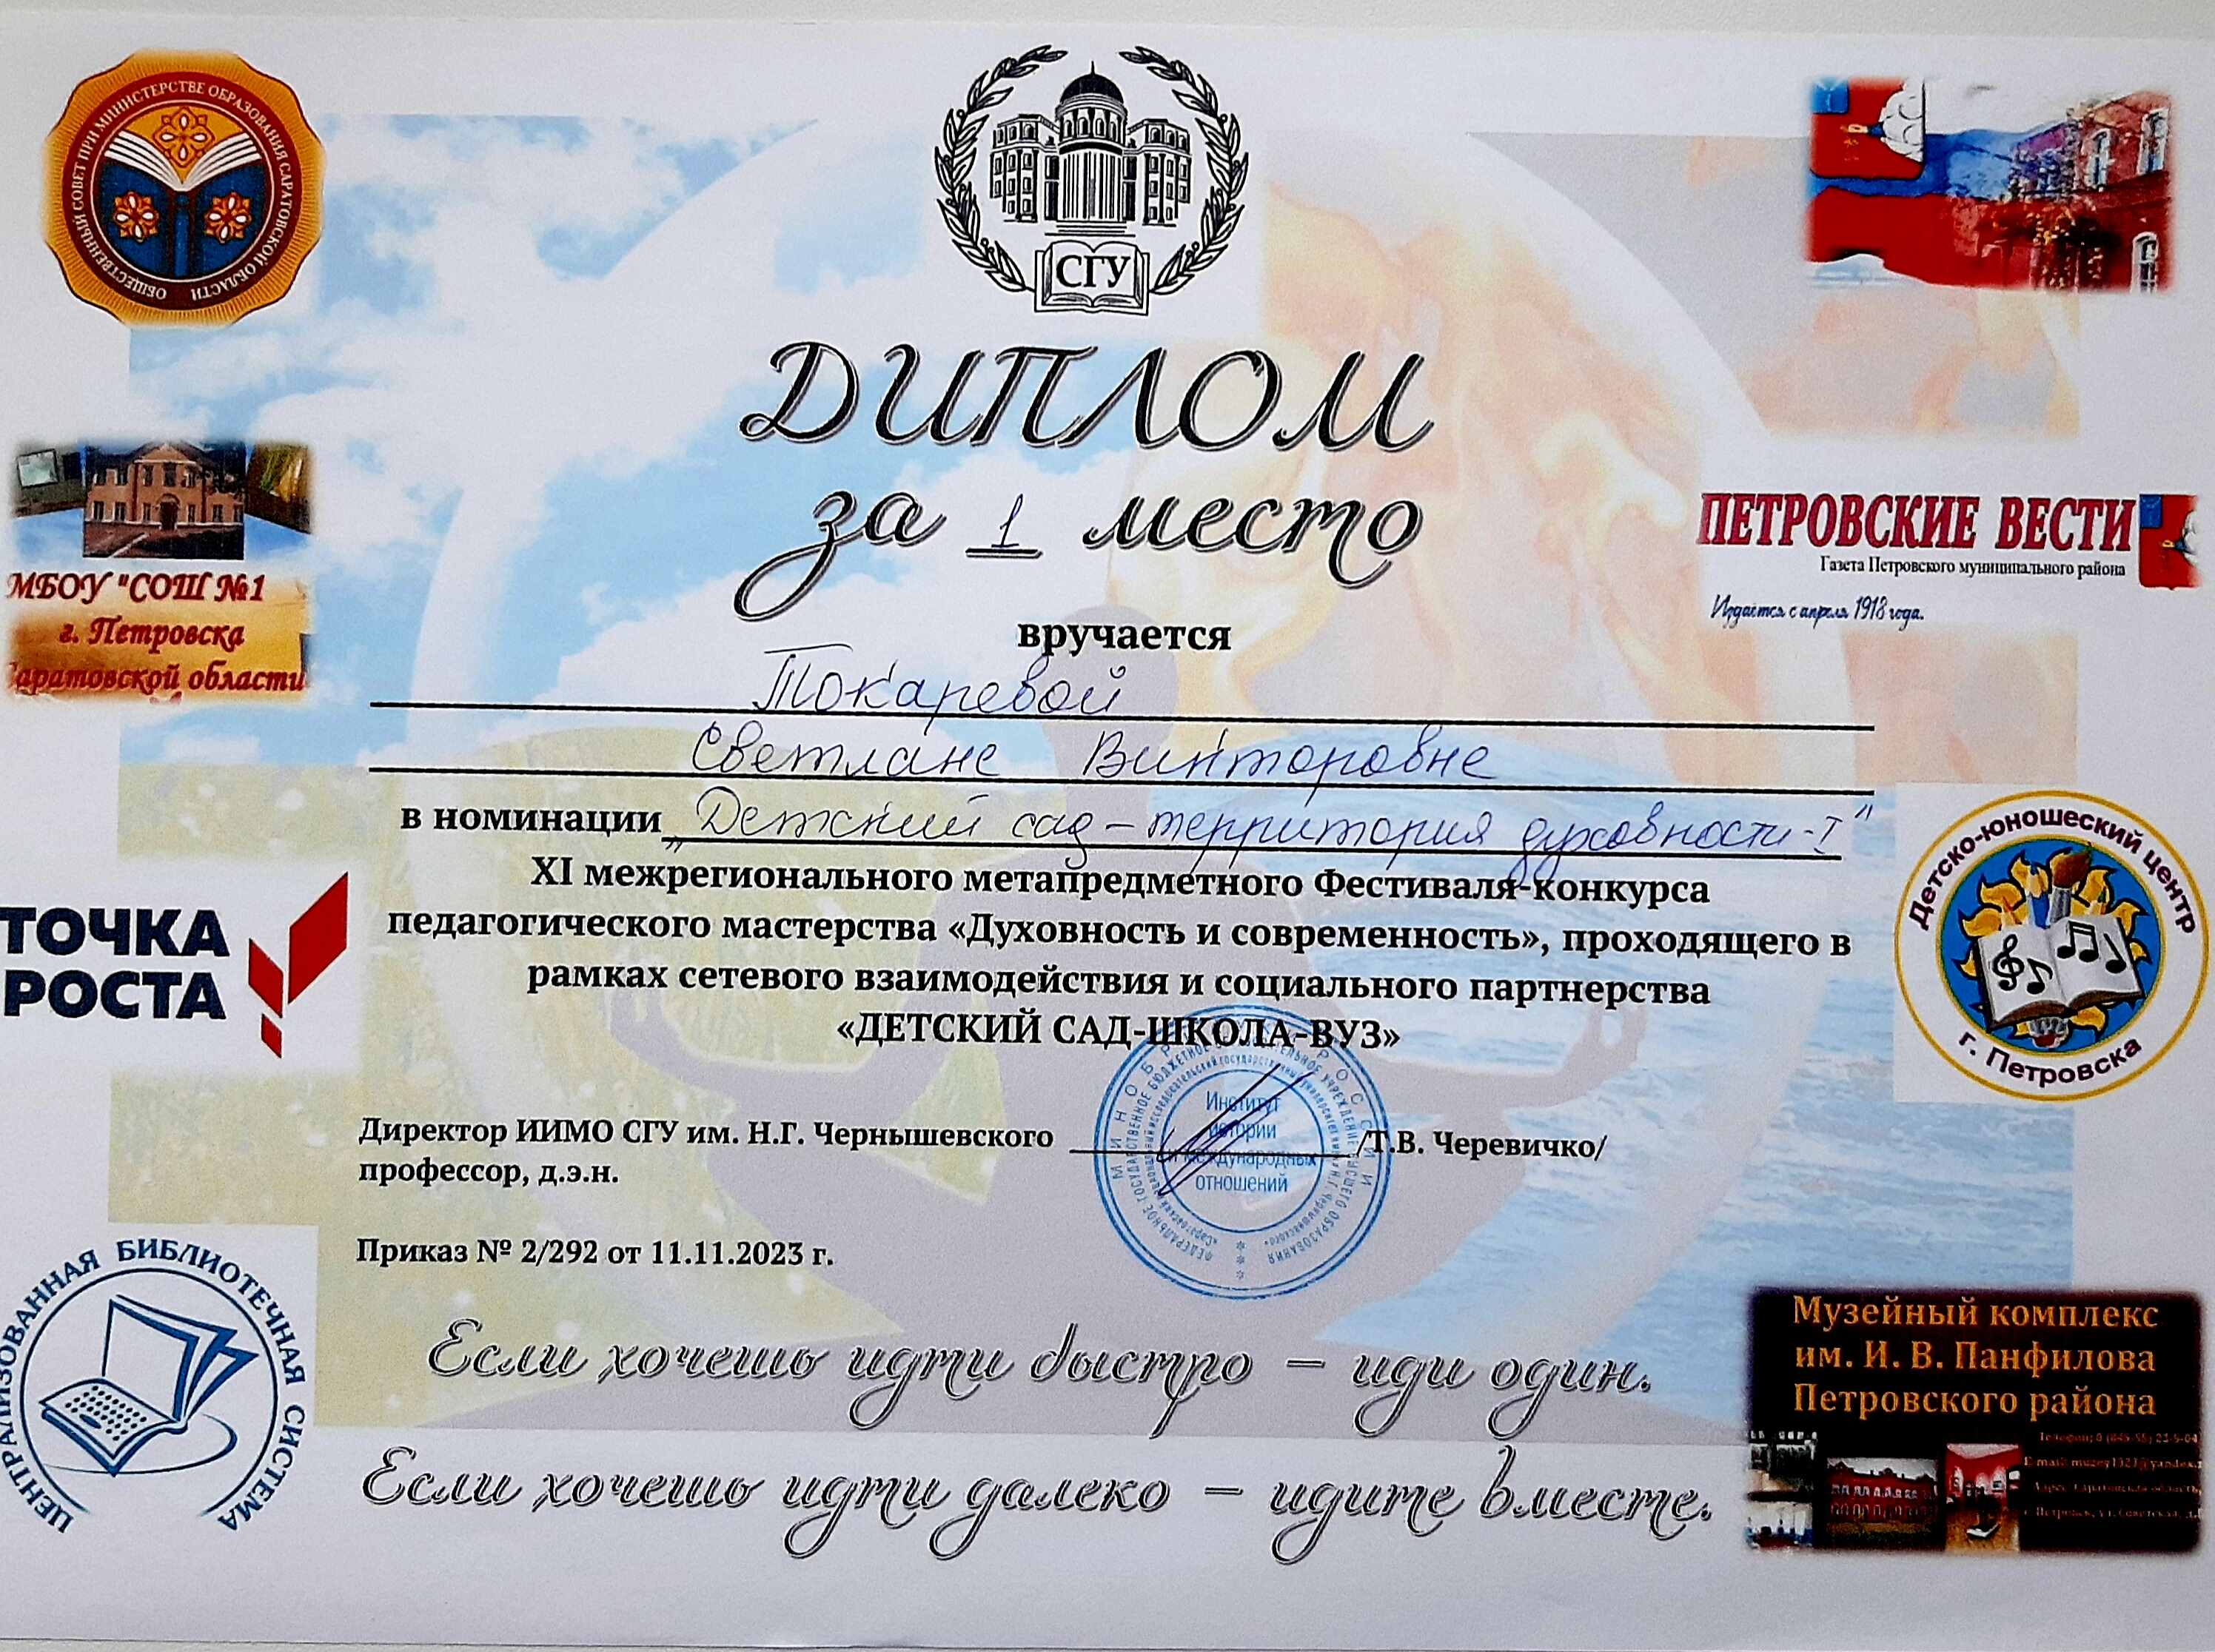 ОБЩЕСТВЕННЫЙ СОВЕТ ПРИ МИНИСТЕРСТВЕ ОБРАЗОВАНИЯ САРАТОВСКОЙ ОБЛАСТИ
СГУ
ДИПЛОМ
за 1 место
вручается
Токаревой
Светлане Викторовне
в номинации „Детский сад – территория духовности - I"
XI межрегионального метапредметного Фестиваля-конкурса
педагогического мастерства «Духовность и современность», проходящего в
рамках сетевого взаимодействия и социального партнерства
«ДЕТСКИЙ САД-ШКОЛА-ВУЗ»
Директор ИИМО СГУ им. Н.Г. Чернышевского /Т.В. Черевичко/
профессор, д.э.н.
Институт
истории
и международных
отношений
МИНОБРНАУКИ РОССИИ
Приказ № 2/292 от 11.11.2023 г.
Если хочешь идти быстро – иди один.
Если хочешь идти далеко – идите вместе.
МБОУ "СОШ №1
г. Петровска
Саратовской области
ТОЧКА
РОСТА
ЦЕНТРАЛИЗОВАННАЯ БИБЛИОТЕЧНАЯ СИСТЕМА
ПЕТРОВСКИЕ ВЕСТИ
Газета Петровского муниципального района
Издаётся с апреля 1918 года.
Детско-юношеский центр
г. Петровска
Музейный комплекс
им. И. В. Панфилова
Петровского района